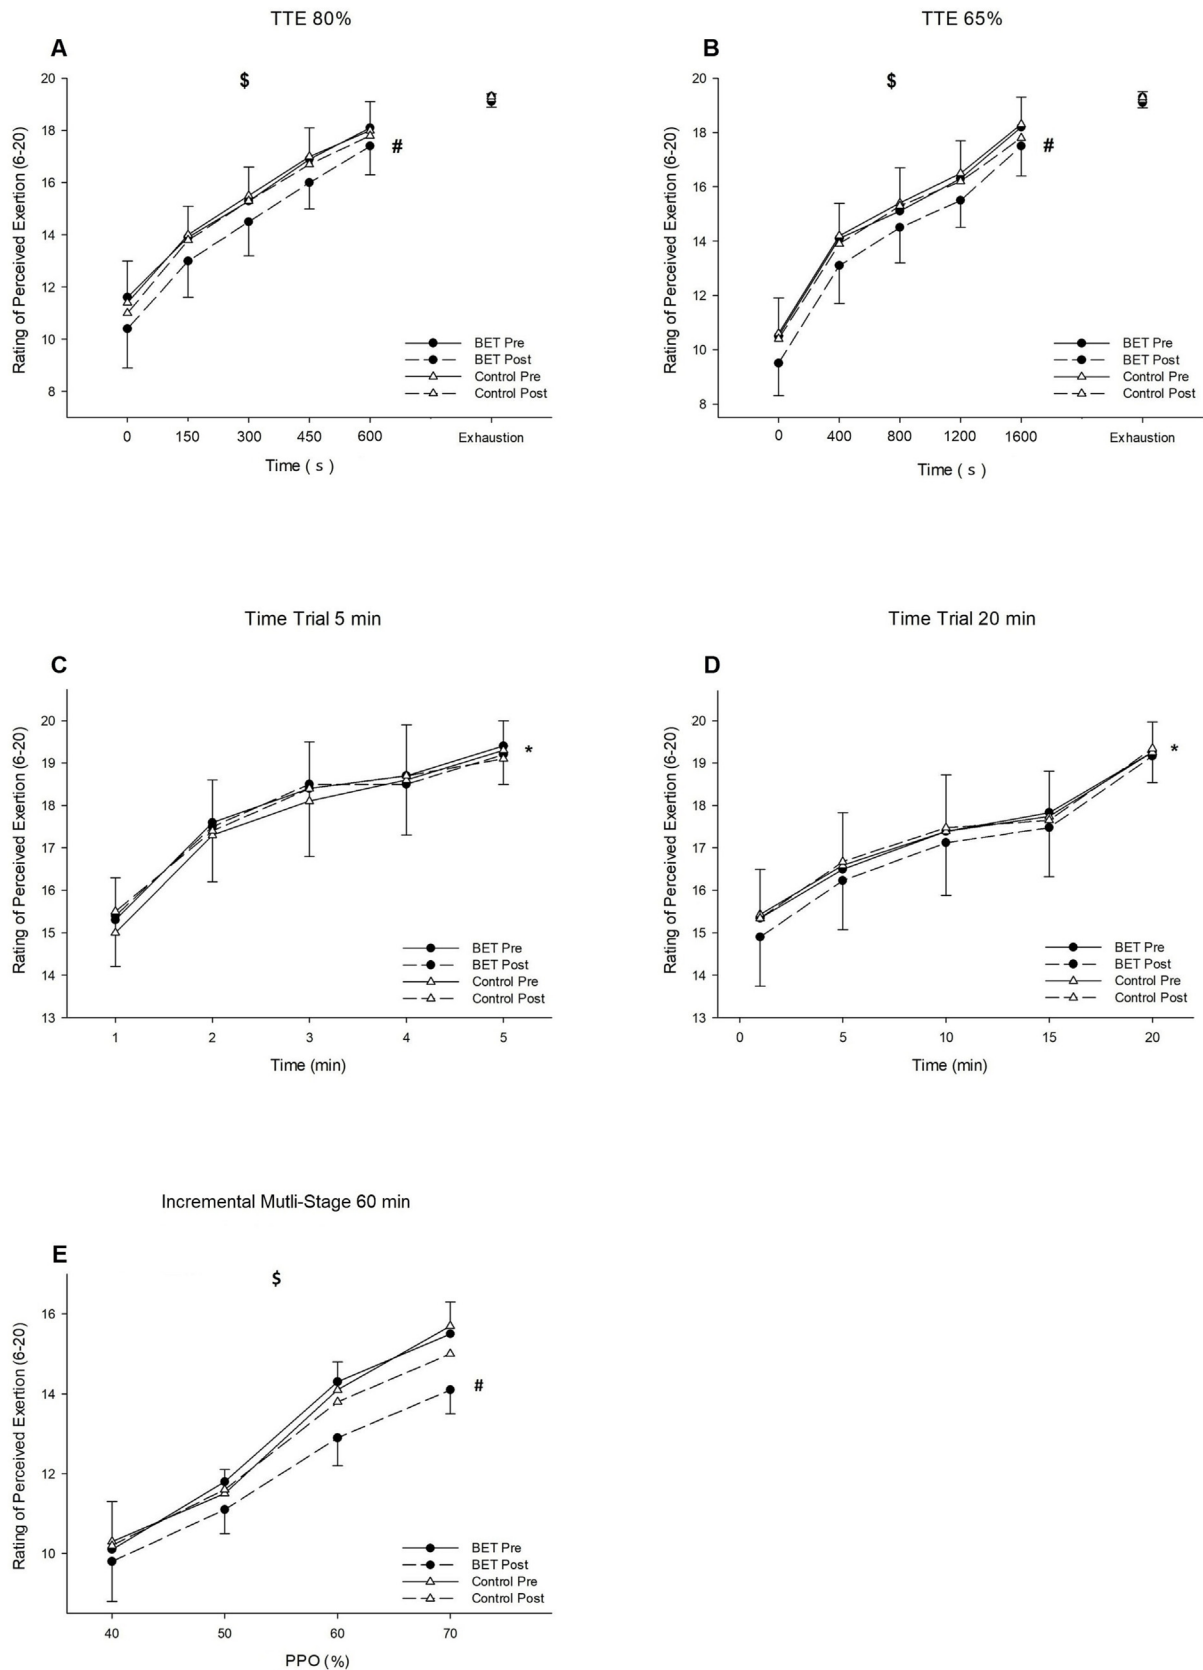 TTE 80%
A
$
Rating of Perceived Exertion (6-20)
20
18
16
14
12
10
8
#
BET Pre
BET Post
Control Pre
Control Post
0 150 300 450 600 Exhaustion
Time ( s )
TTE 65%
B
$
Rating of Perceived Exertion (6-20)
20
18
16
14
12
10
8
#
BET Pre
BET Post
Control Pre
Control Post
0 400 800 1200 1600 Exhaustion
Time ( s )
Time Trial 5 min
C
Rating of Perceived Exertion (6-20)
20
19
18
17
16
15
14
13
*
BET Pre
BET Post
Control Pre
Control Post
1 2 3 4 5
Time (min)
Time Trial 20 min
D
Rating of Perceived Exertion (6-20)
20
19
18
17
16
15
14
13
*
BET Pre
BET Post
Control Pre
Control Post
0 5 10 15 20
Time (min)
Incremental Mutli-Stage 60 min
E
$
Rating of Perceived Exertion (6-20)
16
14
12
10
#
BET Pre
BET Post
Control Pre
Control Post
40 50 60 70
PPO (%)